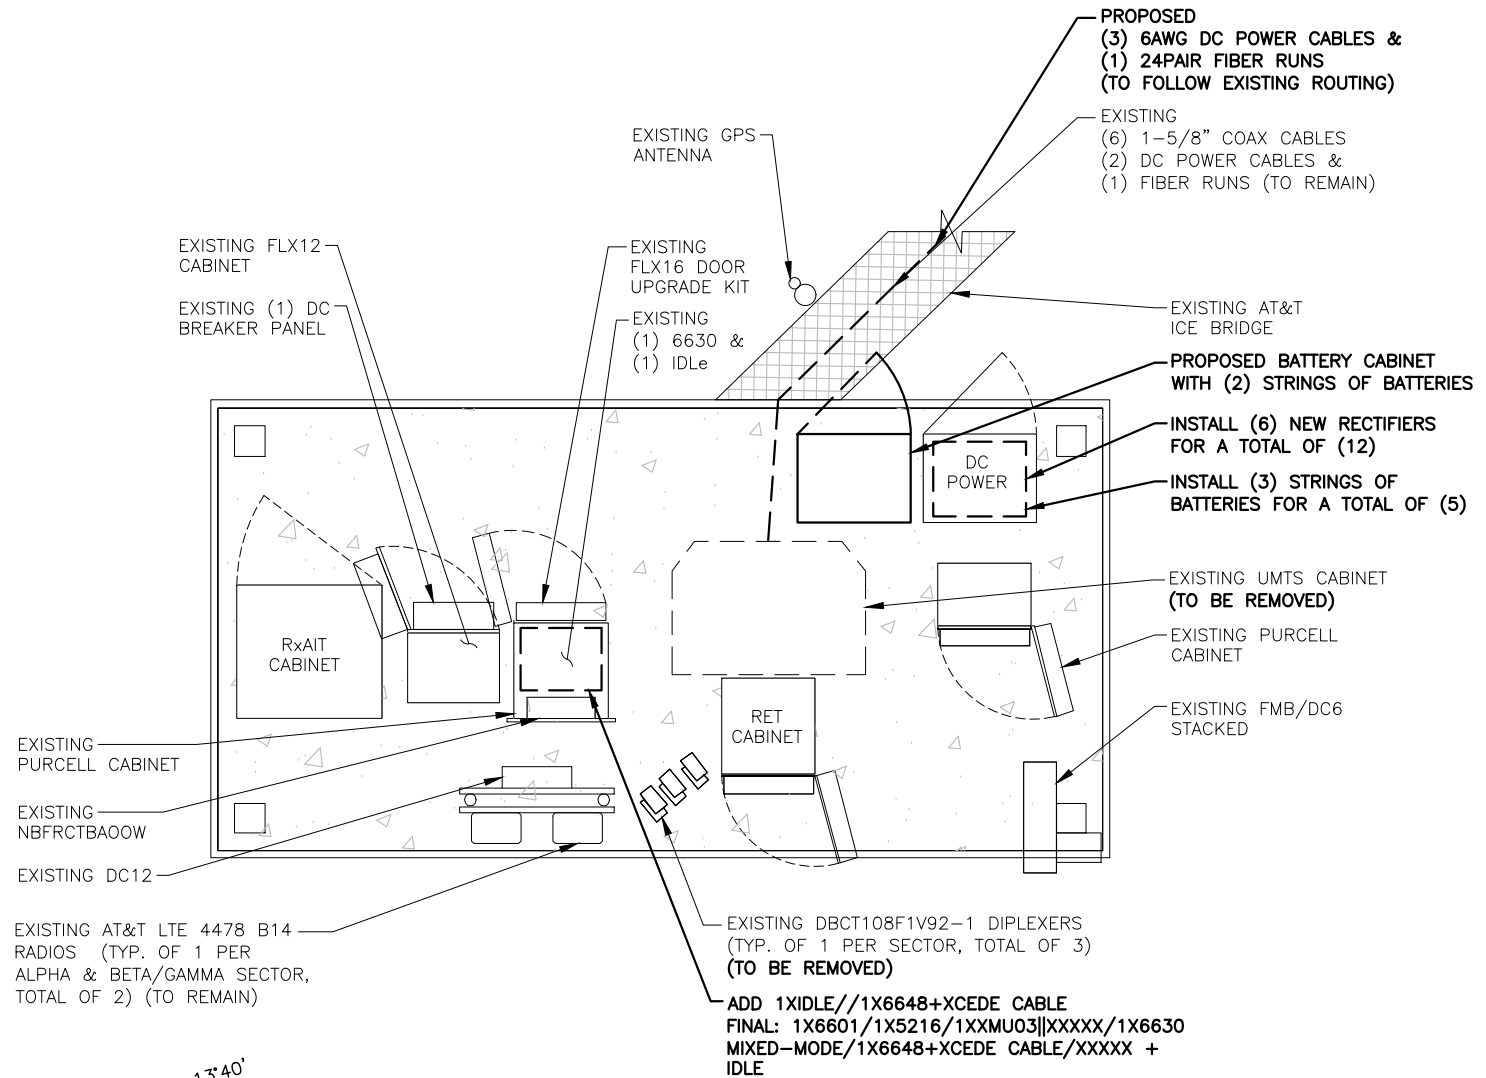 PROPOSED
(3) 6AWG DC POWER CABLES &
(1) 24PAIR FIBER RUNS
(TO FOLLOW EXISTING ROUTING)
EXISTING
(6) 1-5/8" COAX CABLES
(2) DC POWER CABLES &
(1) FIBER RUNS (TO REMAIN)
EXISTING GPS
ANTENNA
EXISTING FLX12
CABINET
EXISTING (1) DC
BREAKER PANEL
EXISTING
FLX16 DOOR
UPGRADE KIT
EXISTING
(1) 6630 &
(1) IDLe
EXISTING AT&T
ICE BRIDGE
PROPOSED BATTERY CABINET
WITH (2) STRINGS OF BATTERIES
INSTALL (6) NEW RECTIFIERS
FOR A TOTAL OF (12)
INSTALL (3) STRINGS OF
BATTERIES FOR A TOTAL OF (5)
DC
POWER
EXISTING UMTS CABINET
(TO BE REMOVED)
EXISTING PURCELL
CABINET
EXISTING FMB/DC6
STACKED
RxAIT
CABINET
RET
CABINET
EXISTING
PURCELL CABINET
EXISTING
NBFRCTBAOOW
EXISTING DC12
EXISTING AT&T LTE 4478 B14
RADIOS (TYP. OF 1 PER
ALPHA & BETA/GAMMA SECTOR,
TOTAL OF 2) (TO REMAIN)
EXISTING DBCT108F1V92-1 DIPLEXERS
(TYP. OF 1 PER SECTOR, TOTAL OF 3)
(TO BE REMOVED)
ADD 1XIDLE//1X6648+XCEDE CABLE
FINAL: 1X6601/1X5216/1XXMU03||XXXXX/1X6630
MIXED-MODE/1X6648+XCEDE CABLE/XXXXX +
IDLE
13°40'